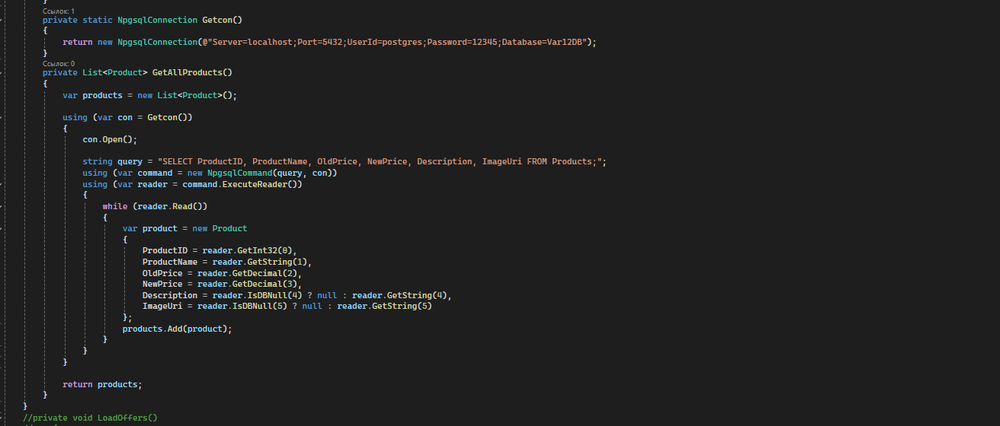 }
Ссылок: 1
private static NpgsqlConnection Getcon()
{
return new NpgsqlConnection(@"Server=localhost;Port=5432;UserId=postgres;Password=12345;Database=Var12DB");
}
Ссылок: 0
private List<Product> GetAllProducts()
{
var products = new List<Product>();
using (var con = Getcon())
{
con.Open();
string query = "SELECT ProductID, ProductName, OldPrice, NewPrice, Description, ImageUri FROM Products;";
using (var command = new NpgsqlCommand(query, con))
using (var reader = command.ExecuteReader())
{
while (reader.Read())
{
var product = new Product
{
ProductID = reader.GetInt32(0),
ProductName = reader.GetString(1),
OldPrice = reader.GetDecimal(2),
NewPrice = reader.GetDecimal(3),
Description = reader.IsDBNull(4) ? null : reader.GetString(4),
ImageUri = reader.IsDBNull(5) ? null : reader.GetString(5)
};
products.Add(product);
}
}
}
return products;
}
}
//private void LoadOffers()